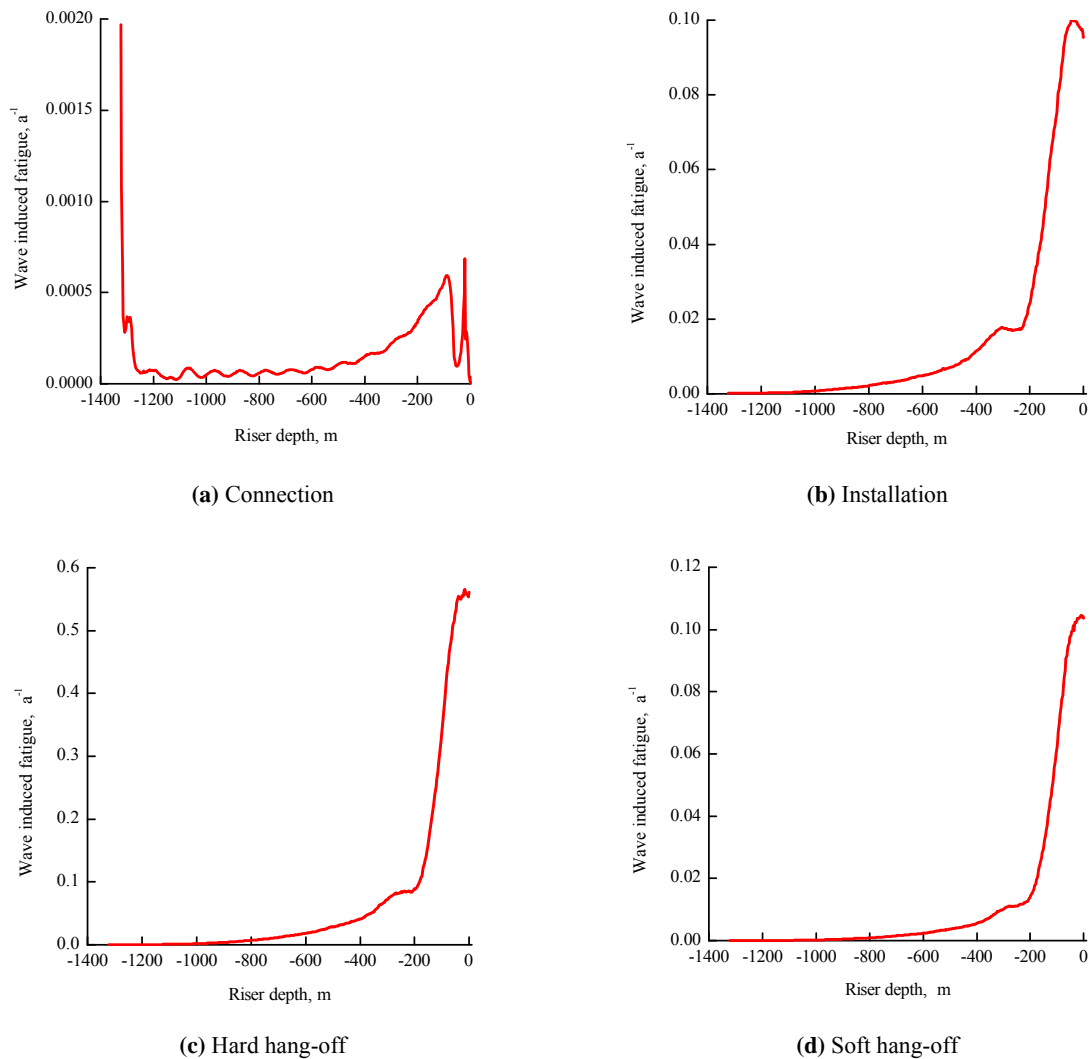 0.0020
0.0015
0.0010
0.0005
0.0000
Wave induced fatigue, a⁻¹
-1400 -1200 -1000 -800 -600 -400 -200 -0
Riser depth, m
(a) Connection
0.10
0.08
0.06
0.04
0.02
0.00
Wave induced fatigue, a⁻¹
-1400 -1200 -1000 -800 -600 -400 -200 0
Riser depth, m
(b) Installation
0.6
0.5
0.4
0.3
0.2
0.1
0.0
Wave induced fatigue, a⁻¹
-1400 -1200 -1000 -800 -600 -400 -200 0
Riser depth, m
(c) Hard hang-off
0.12
0.10
0.08
0.06
0.04
0.02
0.00
Wave induced fatigue, a⁻¹
-1400 -1200 -1000 -800 -600 -400 -200 0
Riser depth, m
(d) Soft hang-off